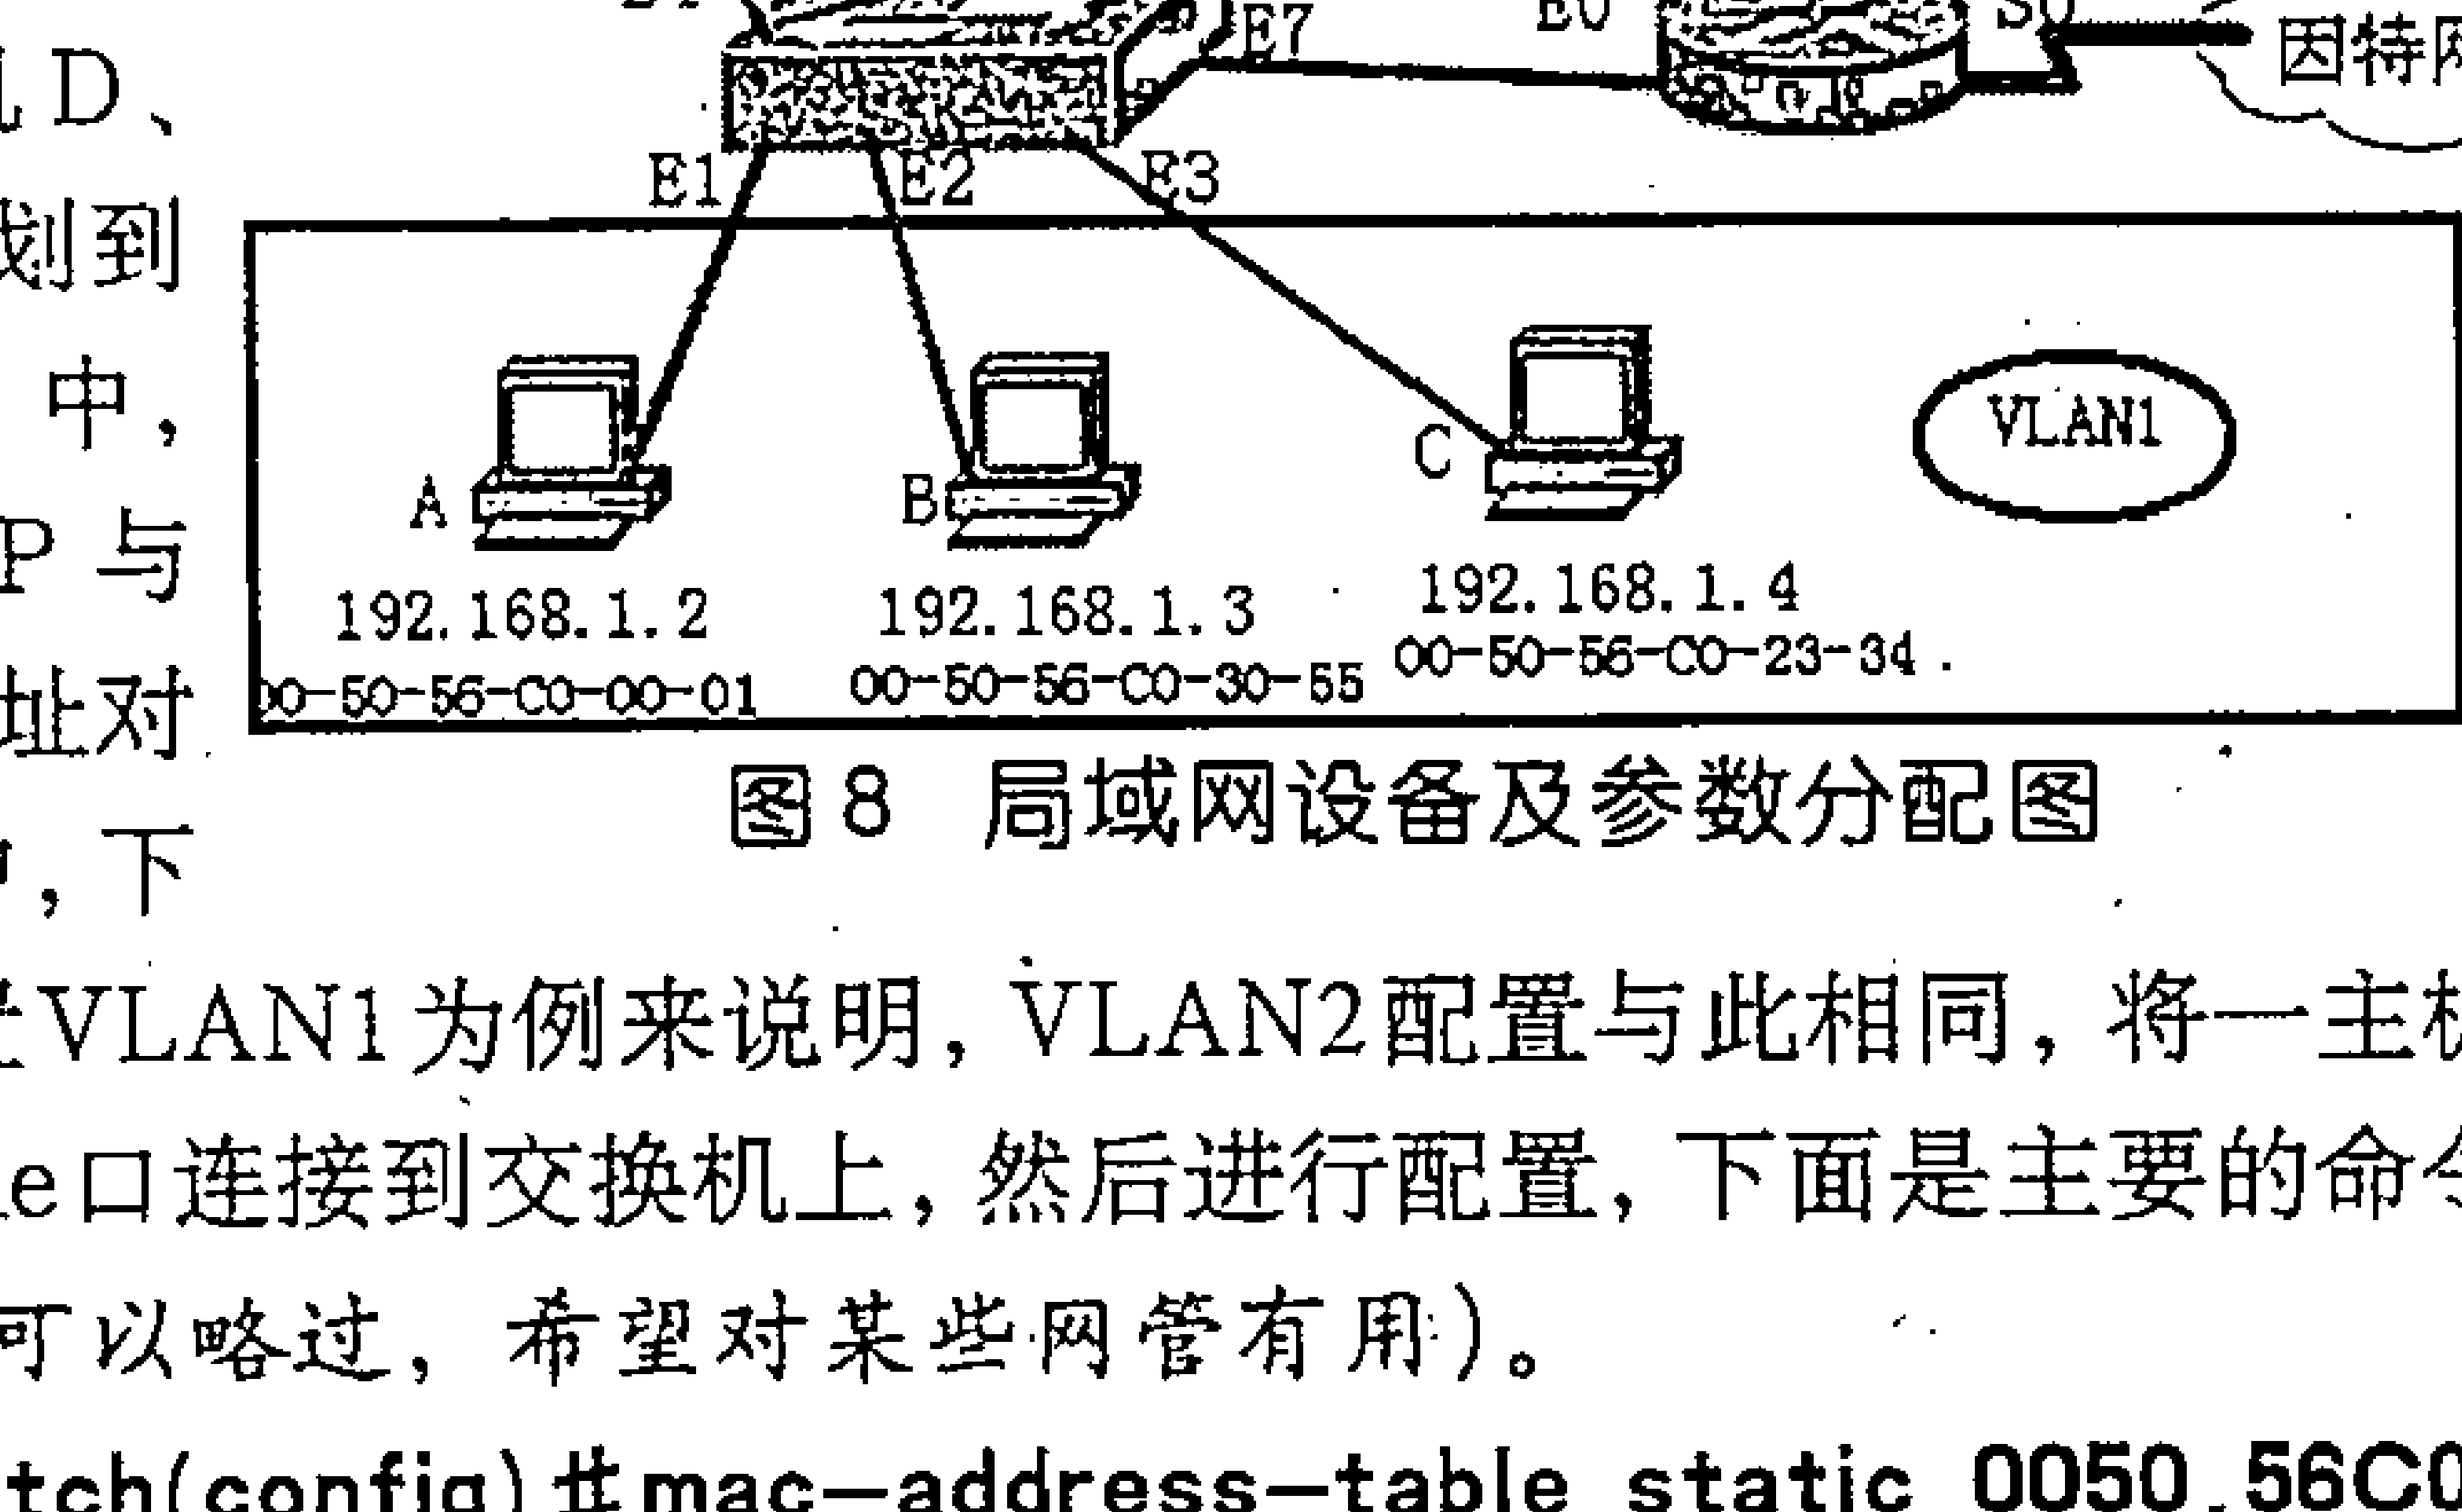 E7
E0
S0
因特
D、
E1
E2
E3
划到
中,
VLAN1
A
B
C
P 与
192.168.1.2
192.168.1.3
192.168.1.4
00-50-56-C0-00-01
00-50-56-C0-30-55
00-50-56-C0-23-34
址对
图 8 局域网设备及参数分配图
,下
VLAN1为例来说明,VLAN2配置与此相同,将一主
e口连接到交换机上,然后进行配置,下面是主要的命
可以略过,希望对某些网管有用)。
tch(config)#mac-address-table static 0050.56C0